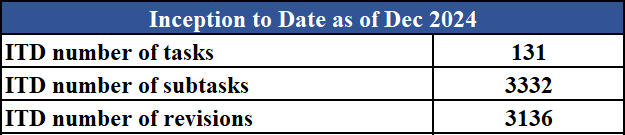 Inception to Date as of Dec 2024
ITD number of tasks 131
ITD number of subtasks 3332
ITD number of revisions 3136